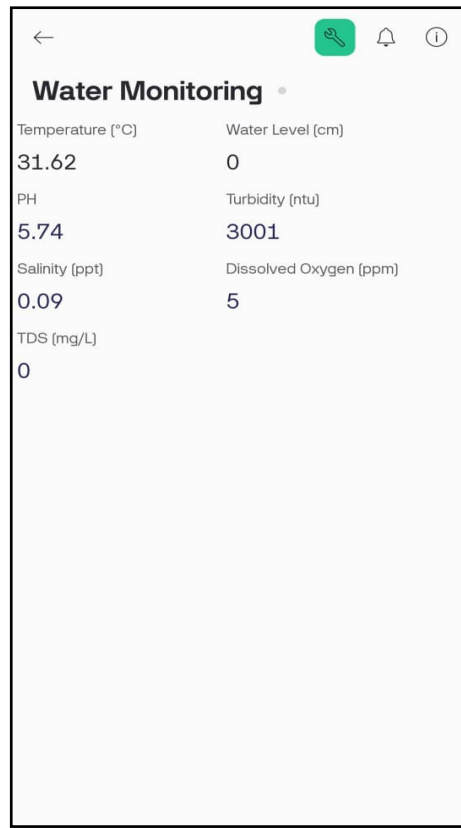 Water Monitoring
Temperature (°C) Water Level (cm)
31.62 0
PH Turbidity (ntu)
5.74 3001
Salinity (ppt) Dissolved Oxygen (ppm)
0.09 5
TDS (mg/L)
0